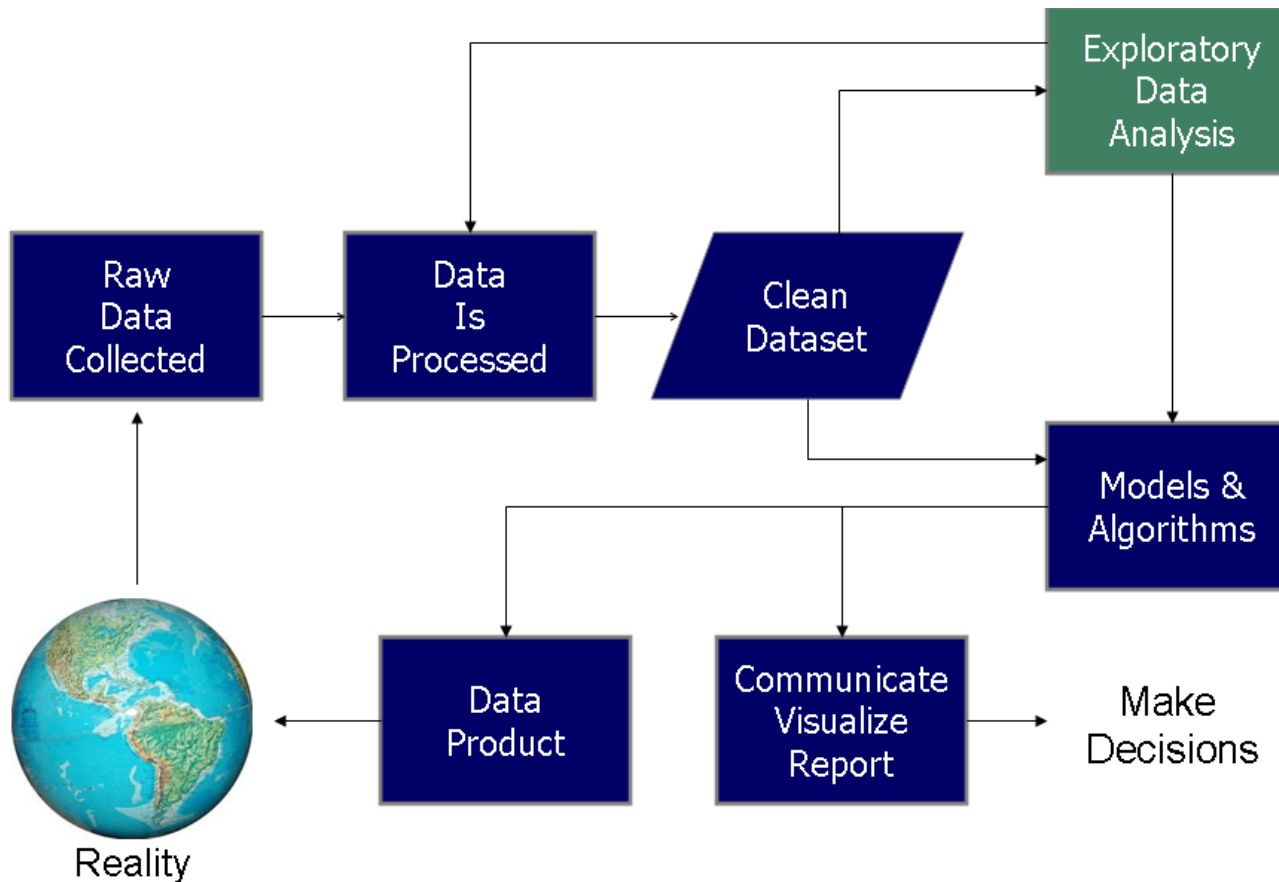 Exploratory
Data
Analysis
Raw
Data
Collected
Data
Is
Processed
Clean
Dataset
Models &
Algorithms
Data
Product
Communicate
Visualize
Report
Make
Decisions
Reality